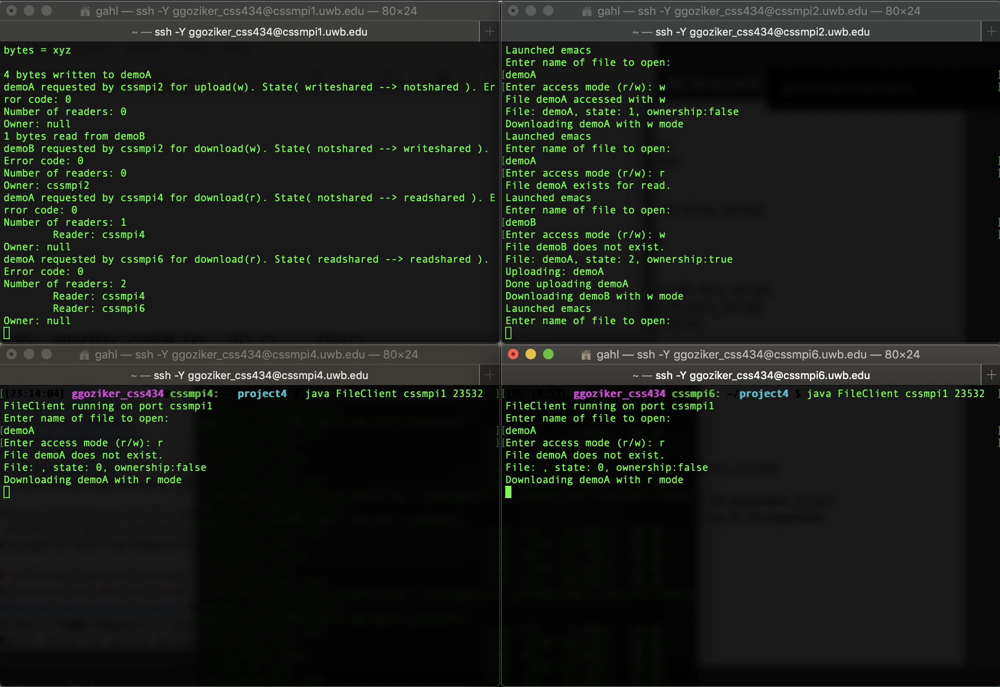 gahl — ssh -Y ggoziker_css434@cssmpi1.uwb.edu — 80×24
~ — ssh -Y ggoziker_css434@cssmpi1.uwb.edu
bytes = xyz
4 bytes written to demoA
demoA requested by cssmpi2 for upload(w). State( writeshared --> notshared ). Er
ror code: 0
Number of readers: 0
Owner: null
1 bytes read from demoB
demoB requested by cssmpi2 for download(w). State( notshared --> writeshared ).
Error code: 0
Number of readers: 0
Owner: cssmpi2
demoA requested by cssmpi4 for download(r). State( notshared --> readshared ). E
rror code: 0
Number of readers: 1
Reader: cssmpi4
Owner: null
demoA requested by cssmpi6 for download(r). State( readshared --> readshared ).
Error code: 0
Number of readers: 2
Reader: cssmpi4
Reader: cssmpi6
Owner: null
gahl — ssh -Y ggoziker_css434@cssmpi2.uwb.edu — 80×24
~ — ssh -Y ggoziker_css434@cssmpi2.uwb.edu
Launched emacs
Enter name of file to open:
[demoA ]
[Enter access mode (r/w): w ]
File demoA accessed with w
File: demoA, state: 1, ownership:false
Downloading demoA with w mode
Launched emacs
Enter name of file to open:
[demoA ]
[Enter access mode (r/w): r ]
File demoA exists for read.
Launched emacs
Enter name of file to open:
[demoB ]
[Enter access mode (r/w): w ]
File demoB does not exist.
File: demoA, state: 2, ownership:true
Uploading: demoA
Done uploading demoA
Downloading demoB with w mode
Launched emacs
Enter name of file to open:
gahl — ssh -Y ggoziker_css434@cssmpi4.uwb.edu — 80×24
~ — ssh -Y ggoziker_css434@cssmpi4.uwb.edu
[[23:14:04] ggoziker_css434@cssmpi4: ~/project4 $ java FileClient cssmpi1 23532 ]
FileClient running on port cssmpi1
Enter name of file to open:
[demoA ]
[Enter access mode (r/w): r ]
File demoA does not exist.
File: , state: 0, ownership:false
Downloading demoA with r mode
gahl — ssh -Y ggoziker_css434@cssmpi6.uwb.edu — 80×24
~ — ssh -Y ggoziker_css434@cssmpi6.uwb.edu
[[06:18:57] ggoziker_css434@cssmpi6: ~/project4 $ java FileClient cssmpi1 23532 ]
FileClient running on port cssmpi1
Enter name of file to open:
[demoA ]
[Enter access mode (r/w): r ]
File demoA does not exist.
File: , state: 0, ownership:false
Downloading demoA with r mode